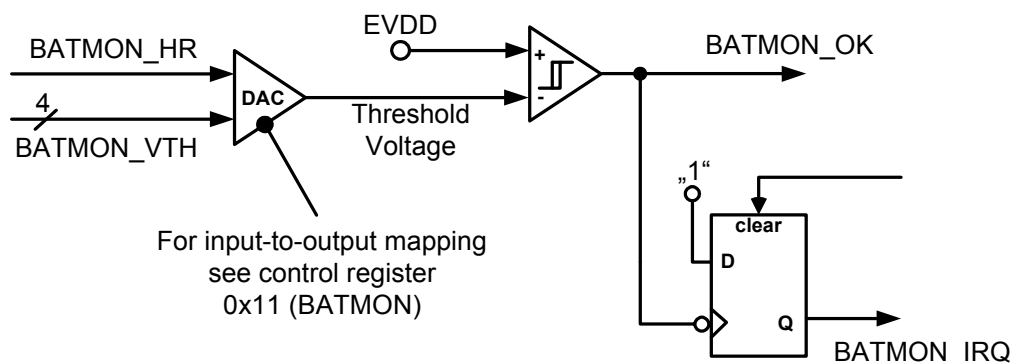 EVDD
BATMON_HR
BATMON_OK
+
DAC
-
4
Threshold
Voltage
BATMON_VTH
„1“
clear
For input-to-output mapping
see control register
0x11 (BATMON)
D
Q
BATMON_IRQ